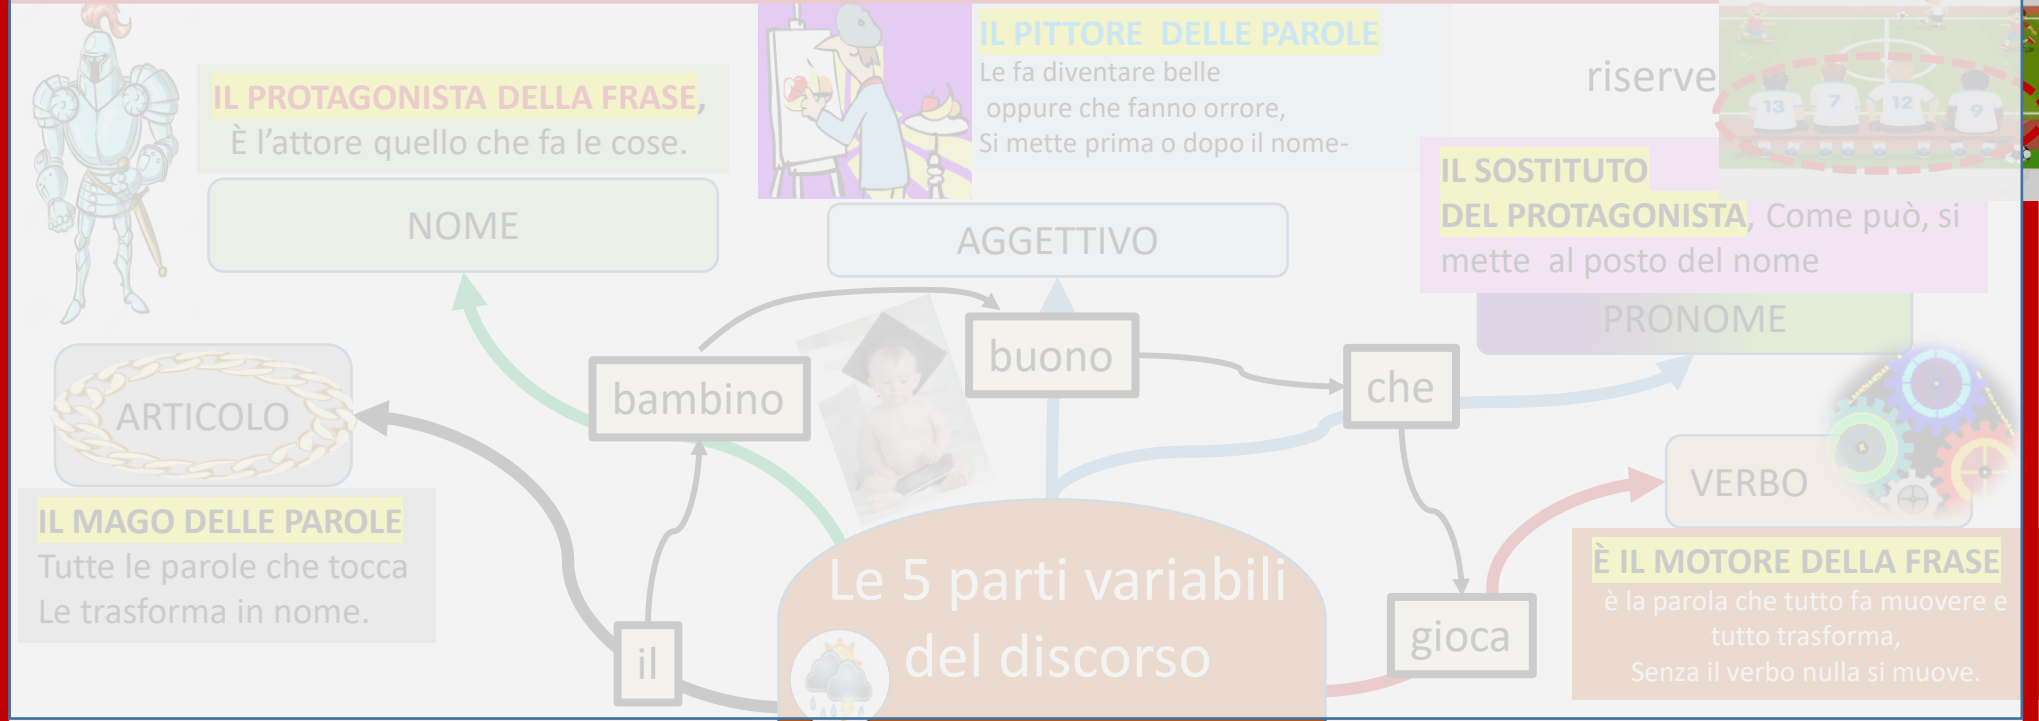 IL PROTAGONISTA DELLA FRASE,
È l'attore quello che fa le cose.
NOME
IL PITTORE DELLE PAROLE
Le fa diventare belle
oppure che fanno orrore,
Si mette prima o dopo il nome-
AGGETTIVO
riserve
13
7
12
9
IL SOSTITUTO
DEL PROTAGONISTA, Come può, si
mette al posto del nome
PRONOME
ARTICOLO
IL MAGO DELLE PAROLE
Tutte le parole che tocca
Le trasforma in nome.
il
bambino
buono
che
gioca
VERBO
È IL MOTORE DELLA FRASE
è la parola che tutto fa muovere e
tutto trasforma,
Senza il verbo nulla si muove.
Le 5 parti variabili
del discorso